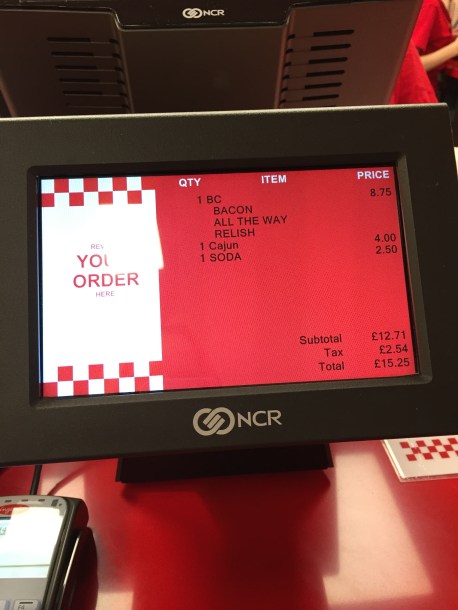 NCR
QTY ITEM PRICE
1 BC 8.75
BACON
ALL THE WAY
RELISH
1 Cajun 4.00
1 SODA 2.50
YOU
ORDER
HERE
Subtotal £12.71
Tax £2.54
Total £15.25
NCR